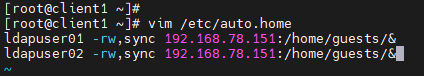 [root@client1 ~]#
[root@client1 ~]# vim /etc/auto.home
ldapuser01 -rw,sync 192.168.78.151:/home/guests/&
ldapuser02 -rw,sync 192.168.78.151:/home/guests/&
~